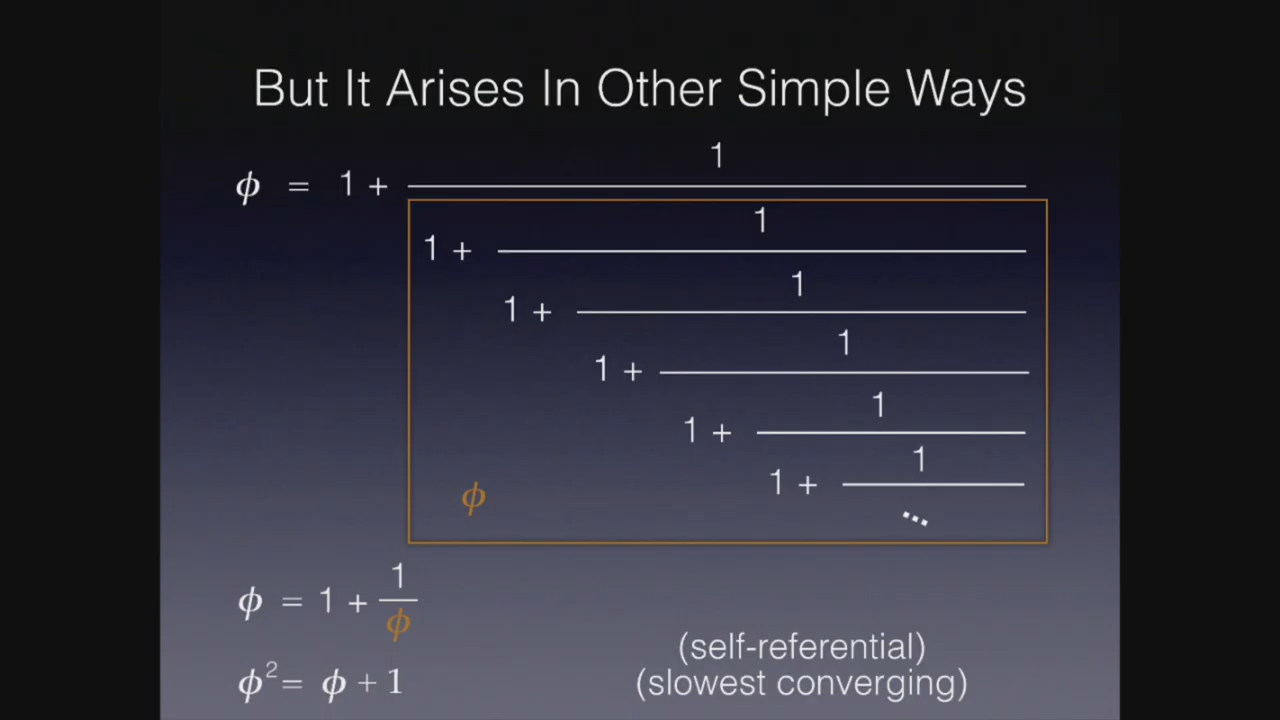 But It Arises In Other Simple Ways
1
ϕ = 1 +
1
1 +
1
1 +
1
1 +
1
1 +
1
1 +
...
ϕ
1
ϕ = 1 +
ϕ
ϕ² = ϕ + 1
(self-referential)
(slowest converging)